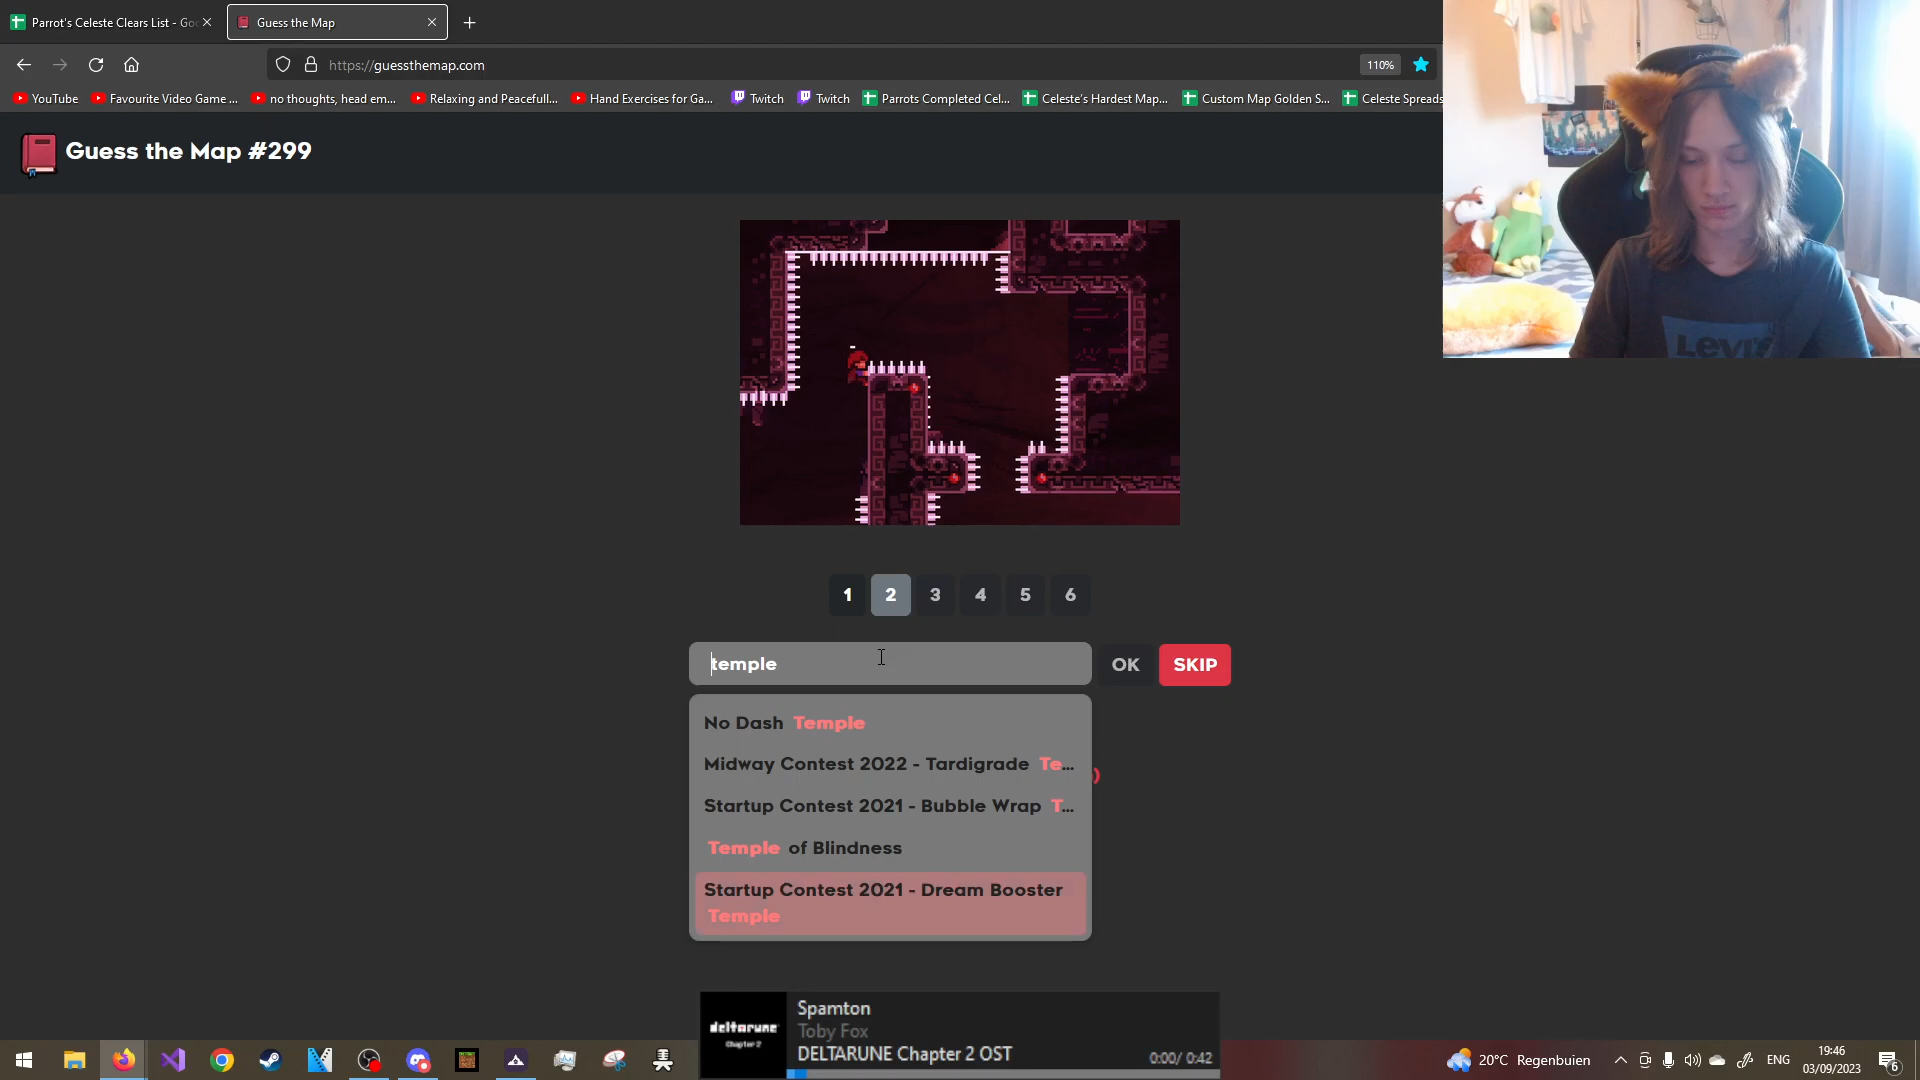 Parrot's Celeste Clears List - Goo
Guess the Map
https://guessthemap.com
110%
YouTube
Favourite Video Game ...
no thoughts, head em...
Relaxing and Peacefull...
Hand Exercises for Ga...
Twitch
Twitch
Parrots Completed Cel...
Celeste's Hardest Map...
Custom Map Golden S...
Celeste Spreads
Guess the Map #299
LEVI'S
1 2 3 4 5 6
temple
OK
SKIP
No Dash Temple
Midway Contest 2022 - Tardigrade Te...
Startup Contest 2021 - Bubble Wrap T...
Temple of Blindness
Startup Contest 2021 - Dream Booster
Temple
)
Spamton
Toby Fox
DELTARUNE Chapter 2 OST
0:00/ 0:42
deltarune
Chapter 2
20°C Regenbuien
ENG
19:46
03/09/2023
6